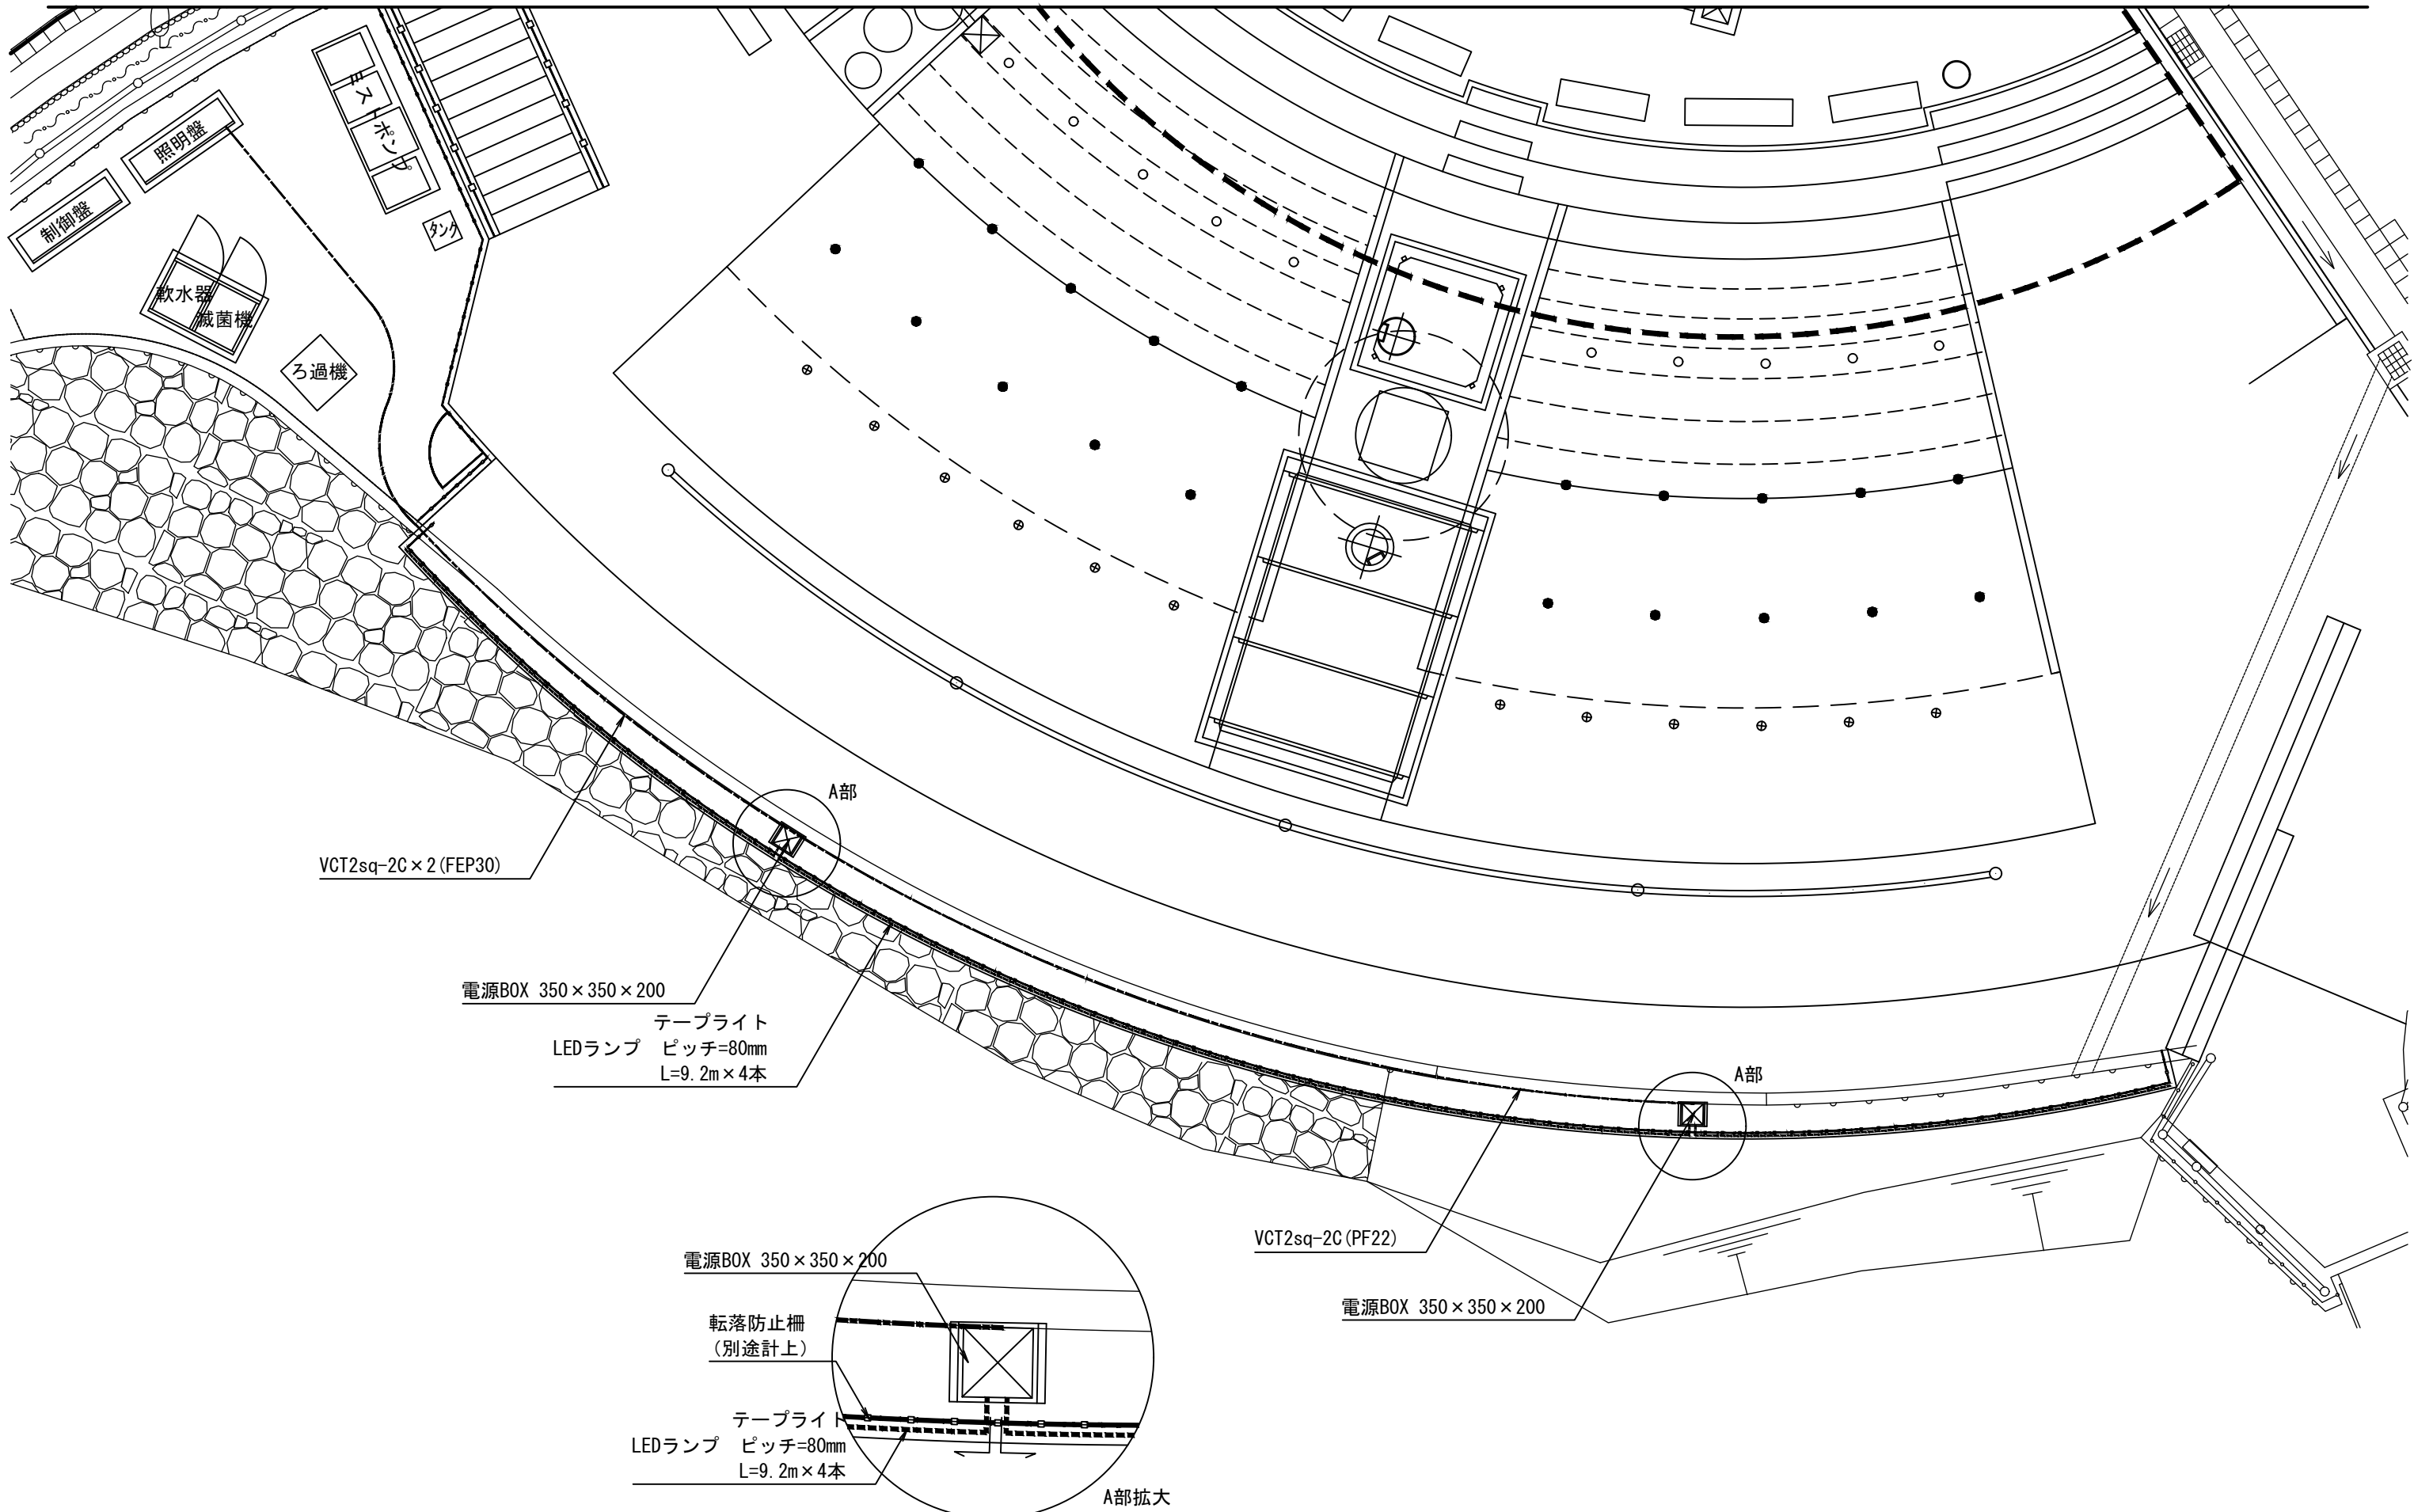 照明盤
ミストポンプ
制御盤
タンク
軟水器
滅菌機
ろ過機
A部
VCT2sq-2C×2(FEP30)
電源BOX 350×350×200
テープライト
LEDランプ　ピッチ=80mm
L=9.2m×4本
A部
VCT2sq-2C(PF22)
電源BOX 350×350×200
電源BOX 350×350×200
転落防止柵
(別途計上)
テープライト
LEDランプ　ピッチ=80mm
L=9.2m×4本
A部拡大